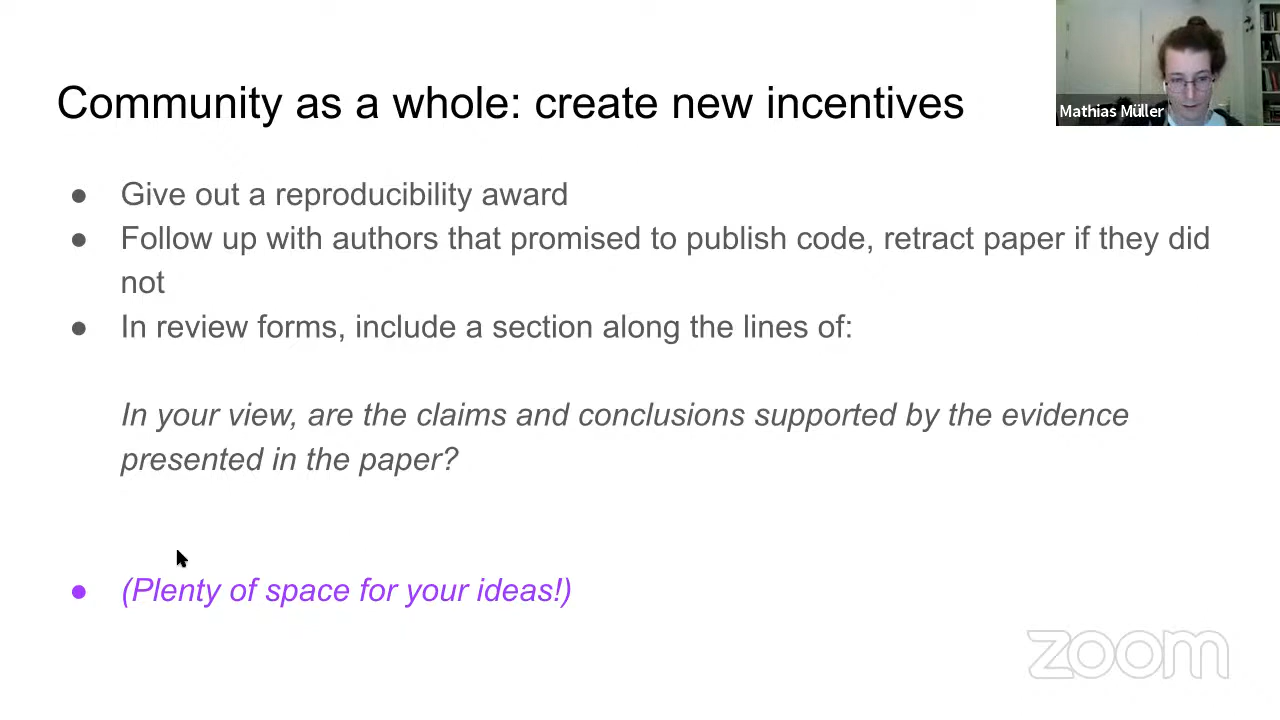 Community as a whole: create new incentives
Mathias Müller
● Give out a reproducibility award
● Follow up with authors that promised to publish code, retract paper if they did
not
● In review forms, include a section along the lines of:
In your view, are the claims and conclusions supported by the evidence
presented in the paper?
● (Plenty of space for your ideas!)
zoom